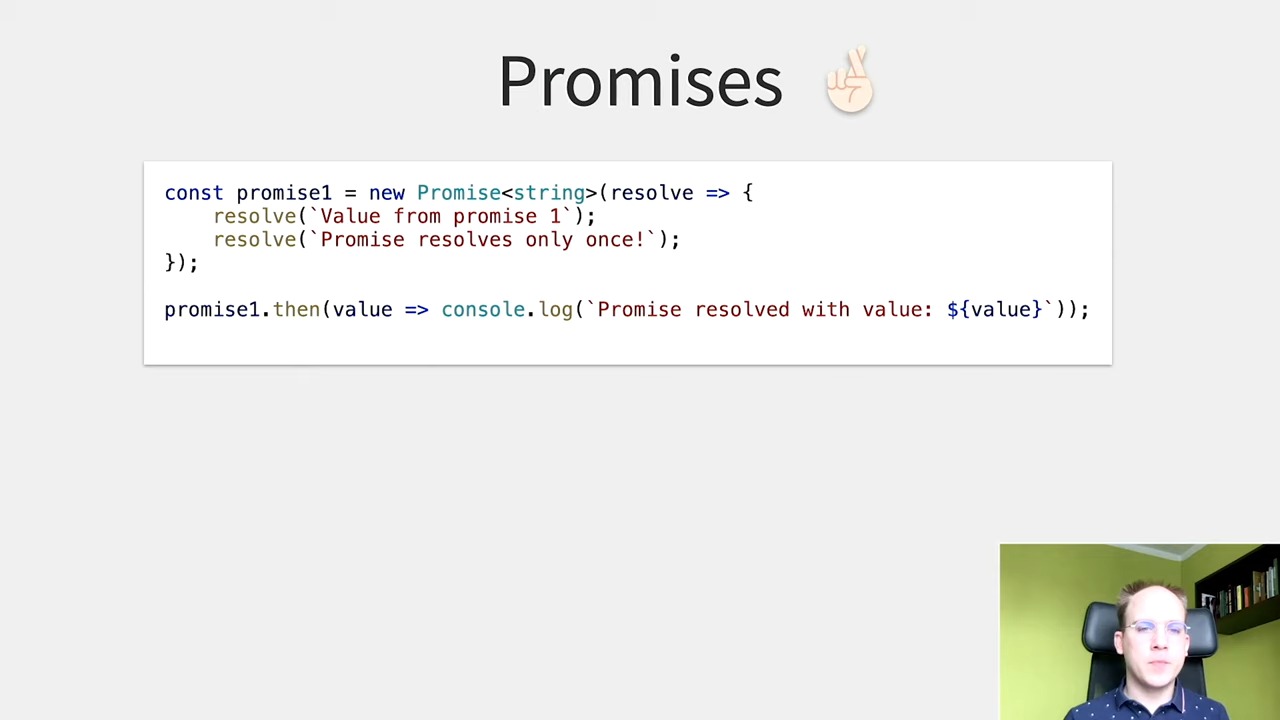 Promises
const promise1 = new Promise<string>(resolve => {
    resolve(`Value from promise 1`);
    resolve(`Promise resolves only once!`);
});
promise1.then(value => console.log(`Promise resolved with value: ${value}`));